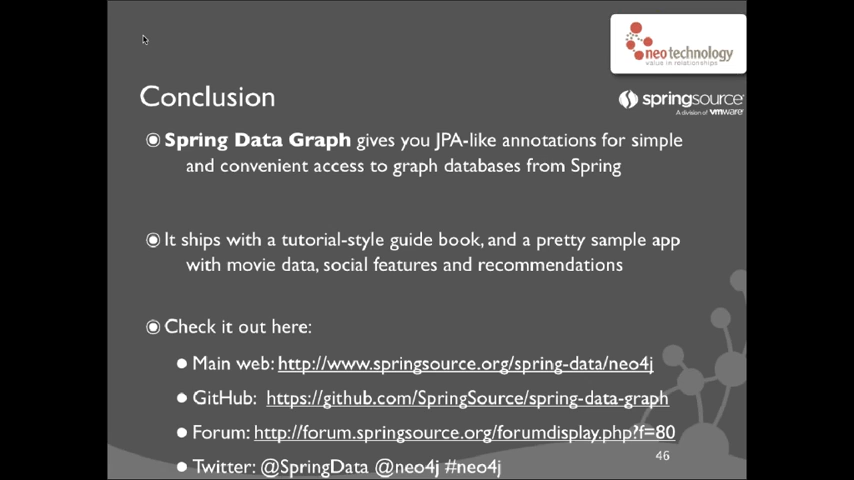 neotechnology
value in relationships
Conclusion
springsource
A division of vmware
Spring Data Graph gives you JPA-like annotations for simple
and convenient access to graph databases from Spring
It ships with a tutorial-style guide book, and a pretty sample app
with movie data, social features and recommendations
Check it out here:
Main web: http://www.springsource.org/spring-data/neo4j
GitHub: https://github.com/SpringSource/spring-data-graph
Forum: http://forum.springsource.org/forumdisplay.php?f=80
46
Twitter: @SpringData @neo4j #neo4j